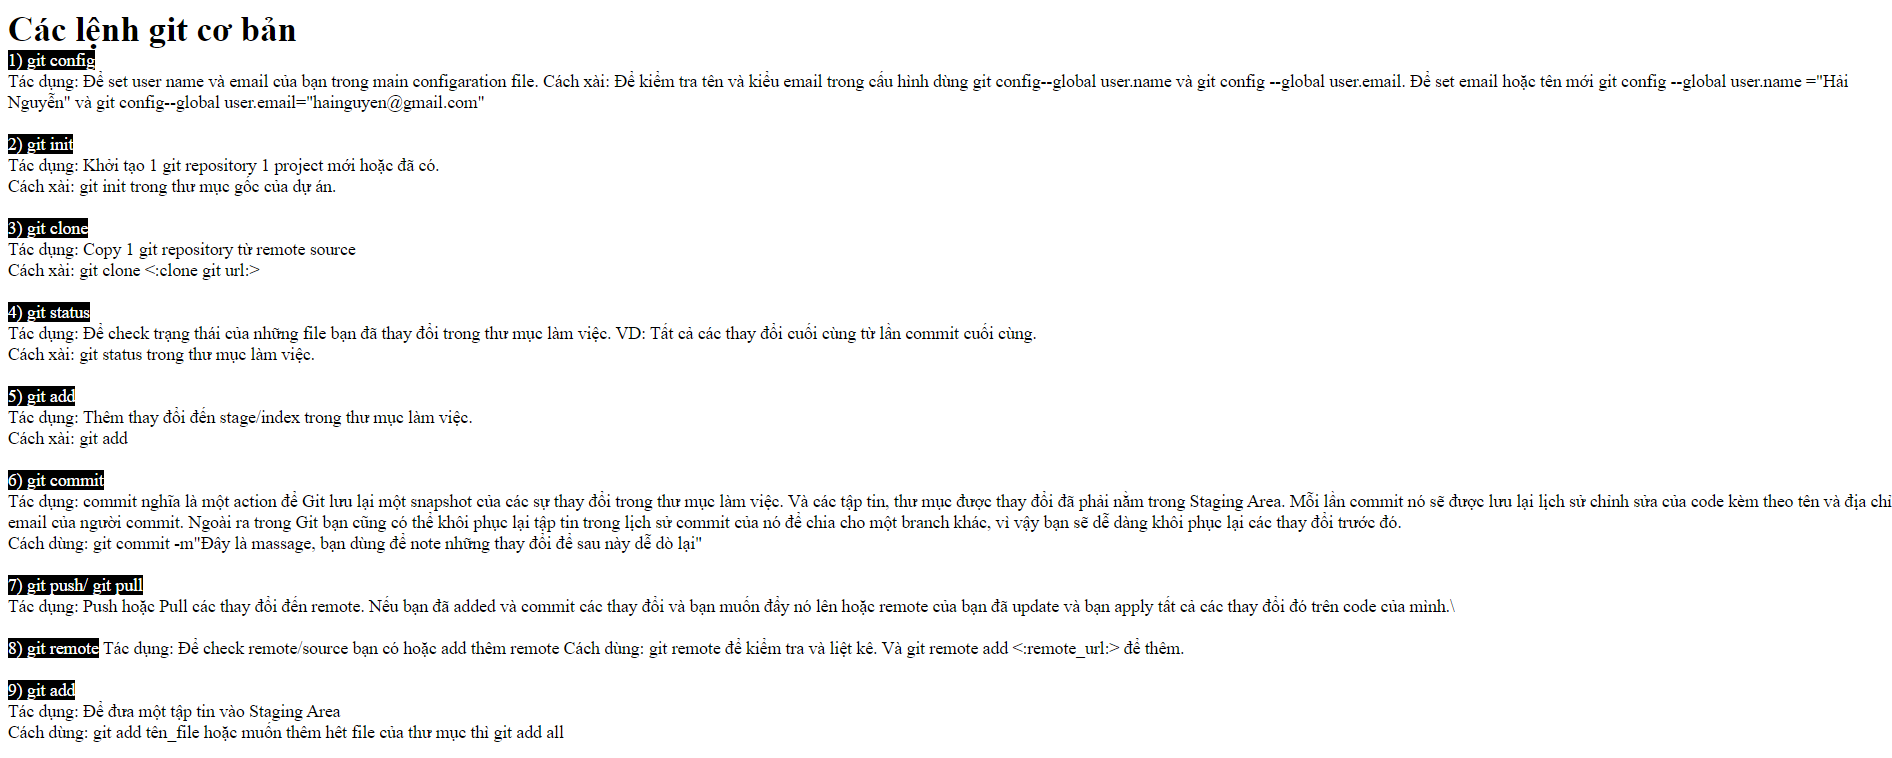 Các lệnh git cơ bản
1) git config
Tác dụng: Để set user name và email của bạn trong main configaration file. Cách xài: Để kiểm tra tên và kiểu email trong cấu hình dùng git config--global user.name và git config --global user.email. Để set email hoặc tên mới git config --global user.name ="Hải
Nguyễn" và git config--global user.email="hainguyen@gmail.com"
2) git init
Tác dụng: Khởi tạo 1 git repository 1 project mới hoặc đã có.
Cách xài: git init trong thư mục gốc của dự án.
3) git clone
Tác dụng: Copy 1 git repository từ remote source
Cách xài: git clone <:clone git url:>
4) git status
Tác dụng: Để check trạng thái của những file bạn đã thay đổi trong thư mục làm việc. VD: Tất cả các thay đổi cuối cùng từ lần commit cuối cùng.
Cách xài: git status trong thư mục làm việc.
5) git add
Tác dụng: Thêm thay đổi đến stage/index trong thư mục làm việc.
Cách xài: git add
6) git commit
Tác dụng: commit nghĩa là một action để Git lưu lại một snapshot của các sự thay đổi trong thư mục làm việc. Và các tập tin, thư mục được thay đổi đã phải nằm trong Staging Area. Mỗi lần commit nó sẽ được lưu lại lịch sử chỉnh sửa của code kèm theo tên và địa chỉ
email của người commit. Ngoài ra trong Git bạn cũng có thể khôi phục lại tập tin trong lịch sử commit của nó để chia cho một branch khác, vì vậy bạn sẽ dễ dàng khôi phục lại các thay đổi trước đó.
Cách dùng: git commit -m"Đây là massage, bạn dùng để note những thay đổi để sau này dễ dò lại"
7) git push/ git pull
Tác dụng: Push hoặc Pull các thay đổi đến remote. Nếu bạn đã added và commit các thay đổi và bạn muốn đẩy nó lên hoặc remote của bạn đã update và bạn apply tất cả các thay đổi đó trên code của mình.\
8) git remote Tác dụng: Để check remote/source bạn có hoặc add thêm remote Cách dùng: git remote để kiểm tra và liệt kê. Và git remote add <:remote_url:> để thêm.
9) git add
Tác dụng: Để đưa một tập tin vào Staging Area
Cách dùng: git add tên_file hoặc muốn thêm hêt file của thư mục thì git add all